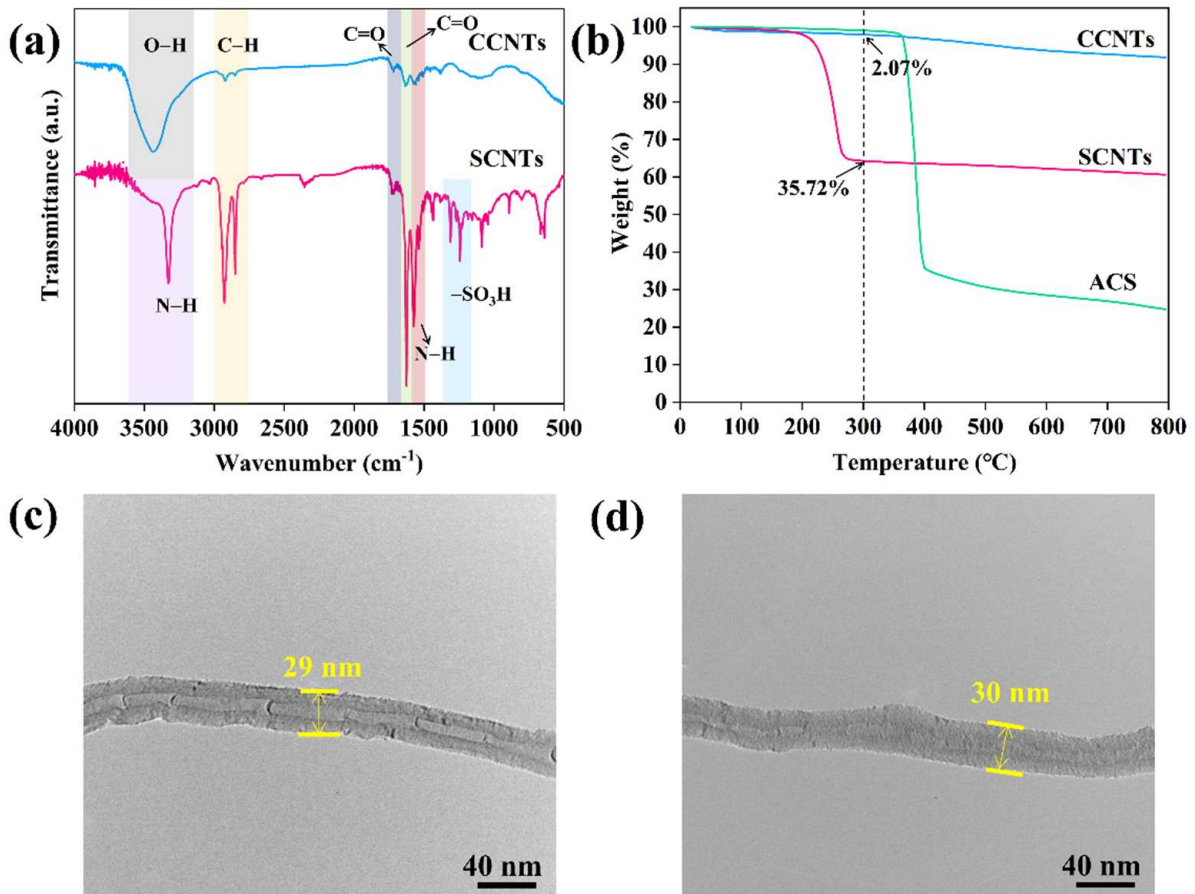 (a)
O–H
C–H
C=O
C=O
CCNTs
SCNTs
N–H
–SO₃H
N–H
Transmittance (a.u.)
4000 3500 3000 2500 2000 1500 1000 500
Wavenumber (cm⁻¹)
(b)
100
90
80
70
60
50
40
30
20
10
0
Weight (%)
CCNTs
2.07%
SCNTs
35.72%
ACS
0 100 200 300 400 500 600 700 800
Temperature (°C)
(c)
29 nm
40 nm
(d)
30 nm
40 nm